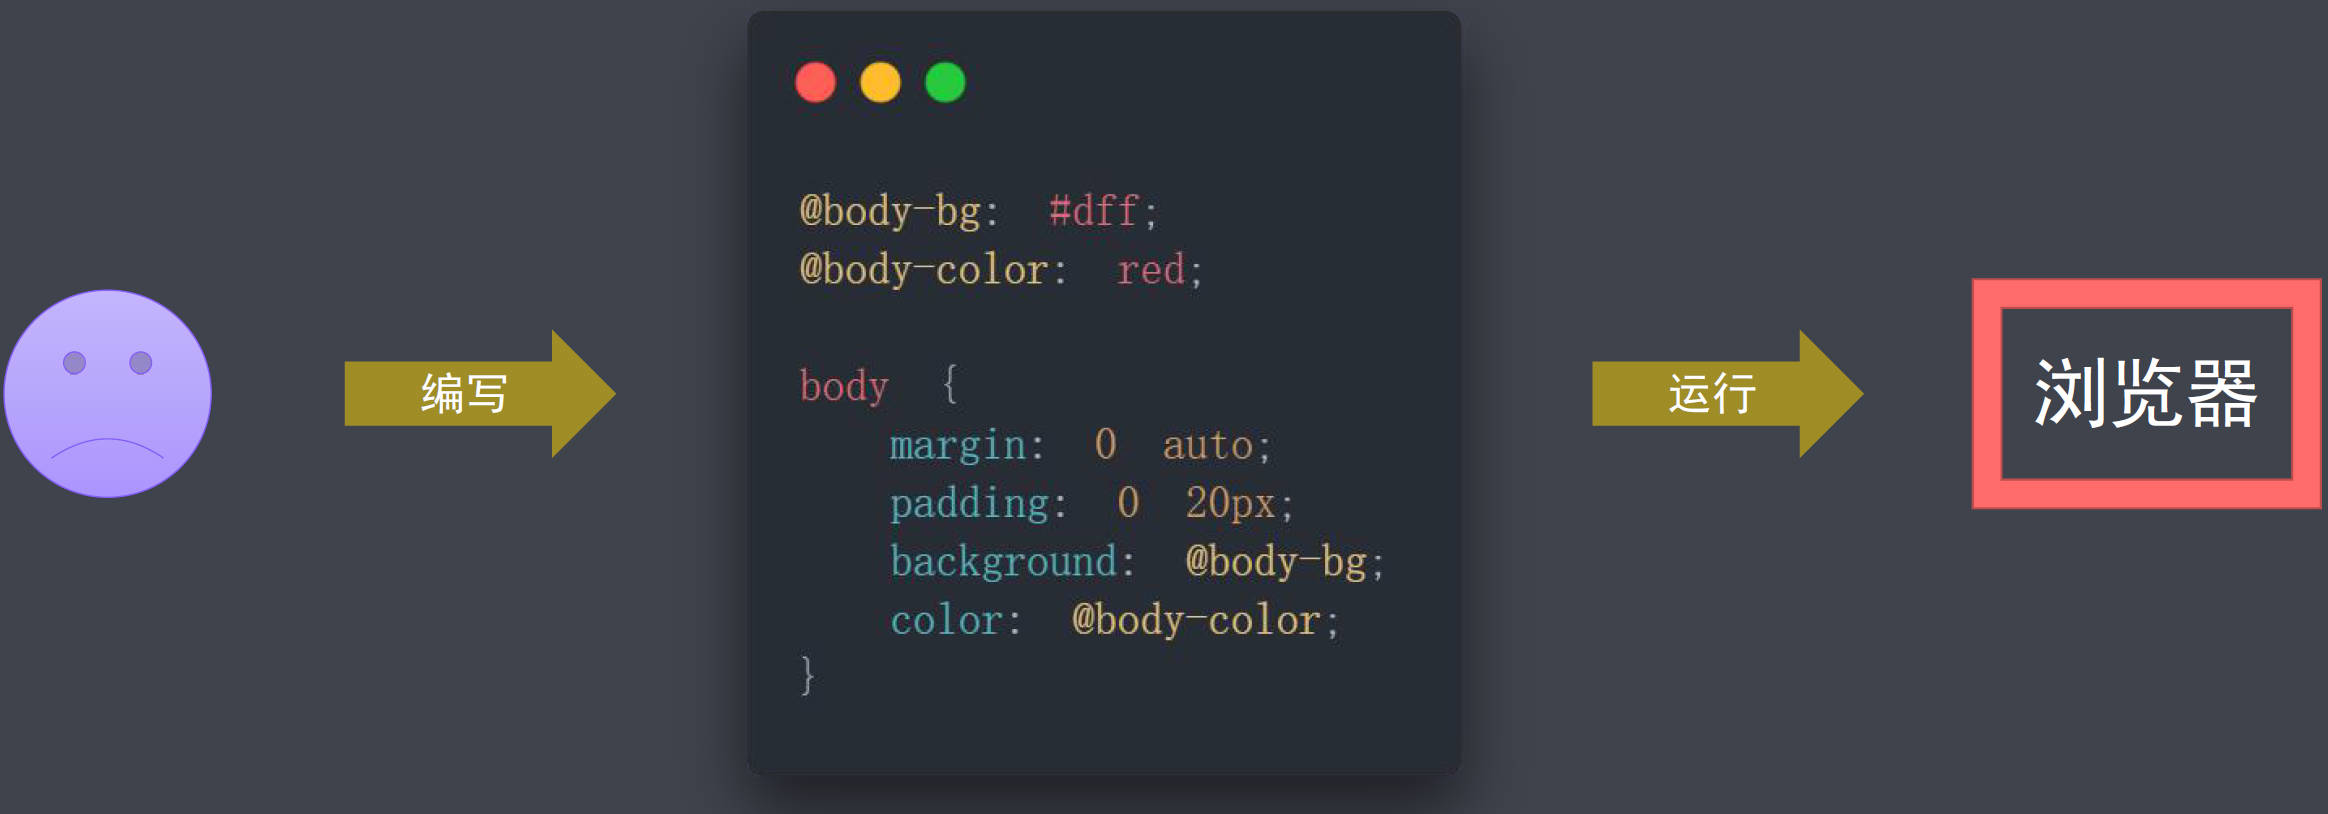 编写
@body-bg: #dff;
@body-color: red;
body {
margin: 0 auto;
padding: 0 20px;
background: @body-bg;
color: @body-color;
}
运行
浏览器